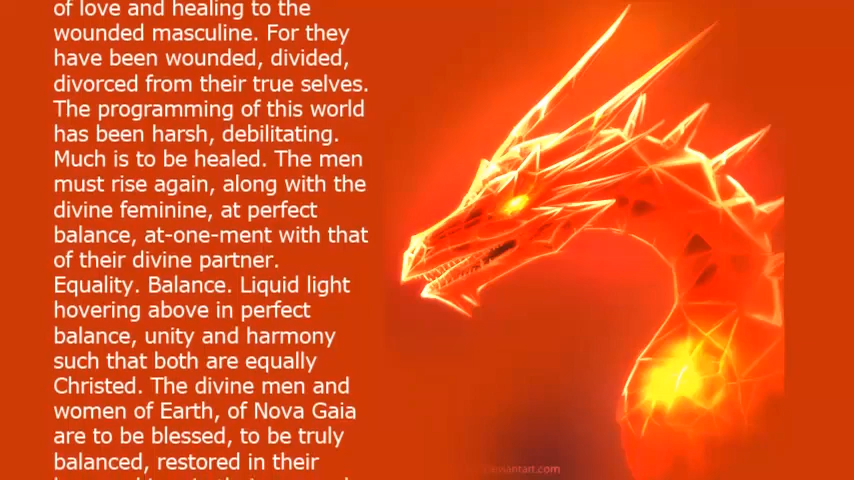 of love and healing to the
wounded masculine. For they
have been wounded, divided,
divorced from their true selves.
The programming of this world
has been harsh, debilitating.
Much is to be healed. The men
must rise again, along with the
divine feminine, at perfect
balance, at-one-ment with that
of their divine partner.
Equality. Balance. Liquid light
hovering above in perfect
balance, unity and harmony
such that both are equally
Christed. The divine men and
women of Earth, of Nova Gaia
are to be blessed, to be truly
balanced, restored in their